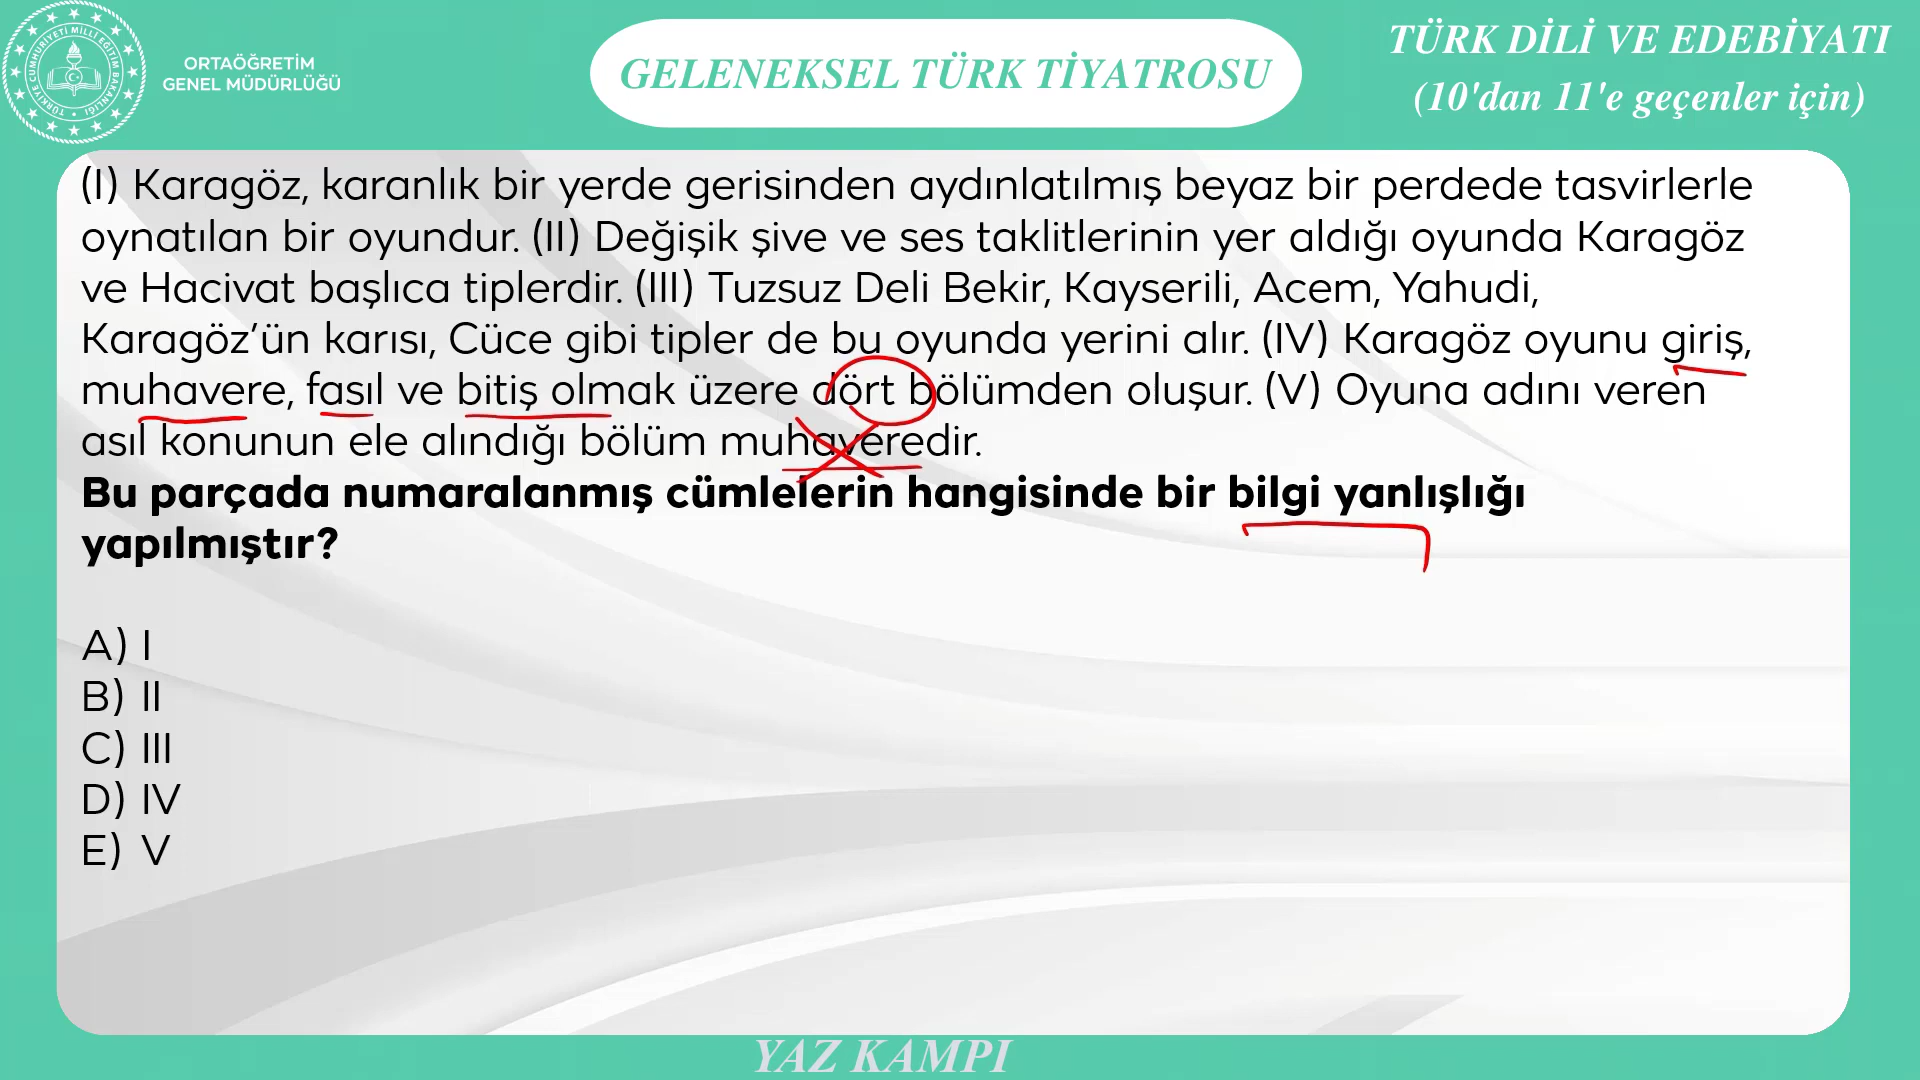 ORTAÖĞRETİM
GENEL MÜDÜRLÜĞÜ
GELENEKSEL TÜRK TİYATROSU
TÜRK DİLİ VE EDEBİYATI
(10'dan 11'e geçenler için)
(I) Karagöz, karanlık bir yerde gerisinden aydınlatılmış beyaz bir perdede tasvirlerle
oynatılan bir oyundur. (II) Değişik şive ve ses taklitlerinin yer aldığı oyunda Karagöz
ve Hacivat başlıca tiplerdir. (III) Tuzsuz Deli Bekir, Kayserili, Acem, Yahudi,
Karagöz’ün karısı, Cüce gibi tipler de bu oyunda yerini alır. (IV) Karagöz oyunu giriş,
muhavere, fasıl ve bitiş olmak üzere dört bölümden oluşur. (V) Oyuna adını veren
asıl konunun ele alındığı bölüm muhaveredir.
Bu parçada numaralanmış cümlelerin hangisinde bir bilgi yanlışlığı
yapılmıştır?
A) I
B) II
C) III
D) IV
E) V
YAZ KAMPI